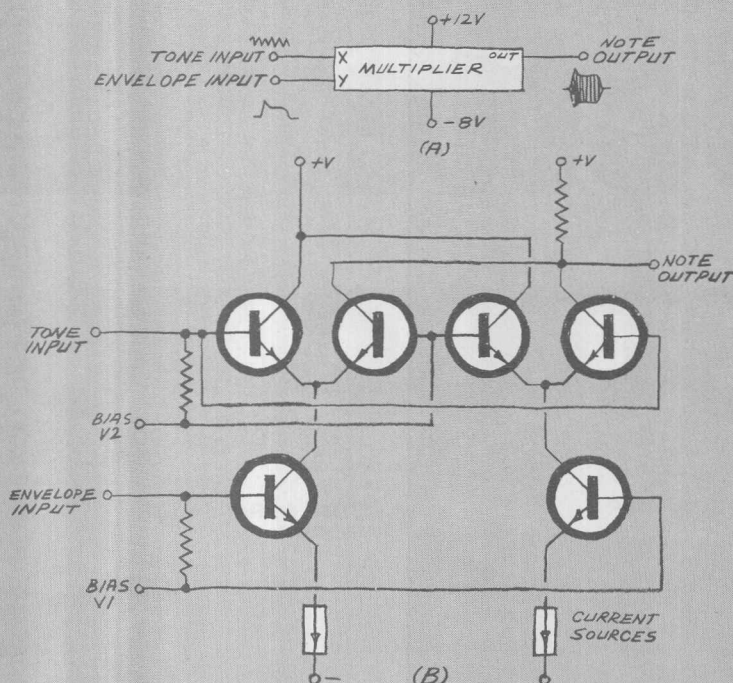 +12V
TONE INPUT
X
OUT
NOTE
OUTPUT
ENVELOPE INPUT
Y
MULTIPLIER
-8V
(A)
+V
+V
NOTE
OUTPUT
TONE
INPUT
BIAS
V2
ENVELOPE
INPUT
BIAS
V1
CURRENT
SOURCES
-
(B)